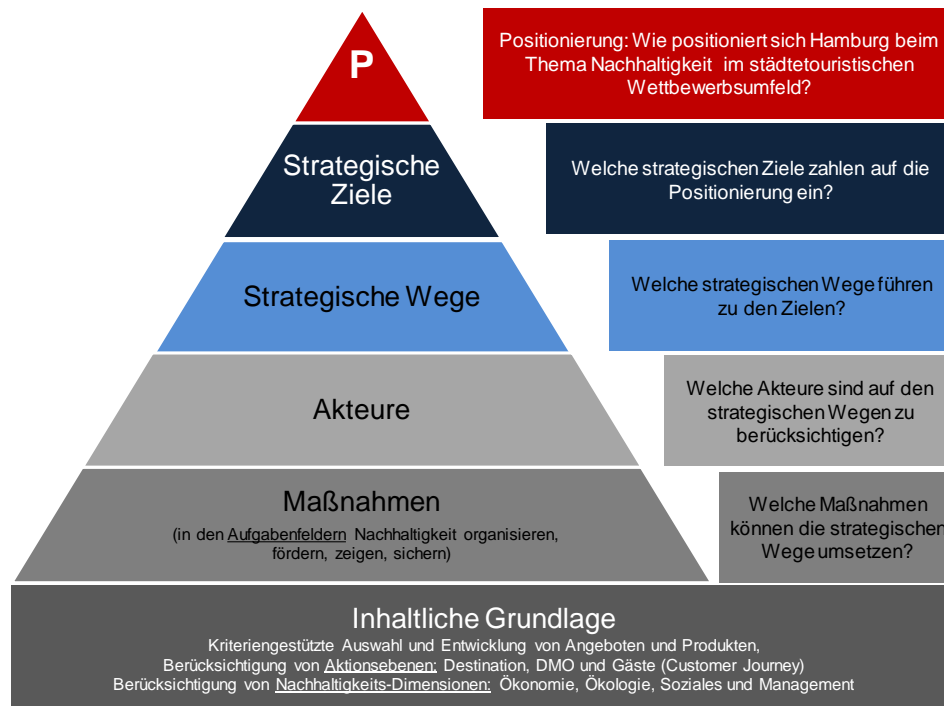 P
Positionierung: Wie positioniert sich Hamburg beim
Thema Nachhaltigkeit im städtetouristischen
Wettbewerbsumfeld?
Strategische
Ziele
Welche strategischen Ziele zahlen auf die
Positionierung ein?
Strategische Wege
Welche strategischen Wege führen
zu den Zielen?
Akteure
Welche Akteure sind auf den
strategischen Wegen zu
berücksichtigen?
Maßnahmen
(in den Aufgabenfeldern Nachhaltigkeit organisieren,
fördern, zeigen, sichern)
Welche Maßnahmen
können die strategischen
Wege umsetzen?
Inhaltliche Grundlage
Kriteriengestützte Auswahl und Entwicklung von Angeboten und Produkten,
Berücksichtigung von Aktionsebenen: Destination, DMO und Gäste (Customer Journey)
Berücksichtigung von Nachhaltigkeits-Dimensionen: Ökonomie, Ökologie, Soziales und Management